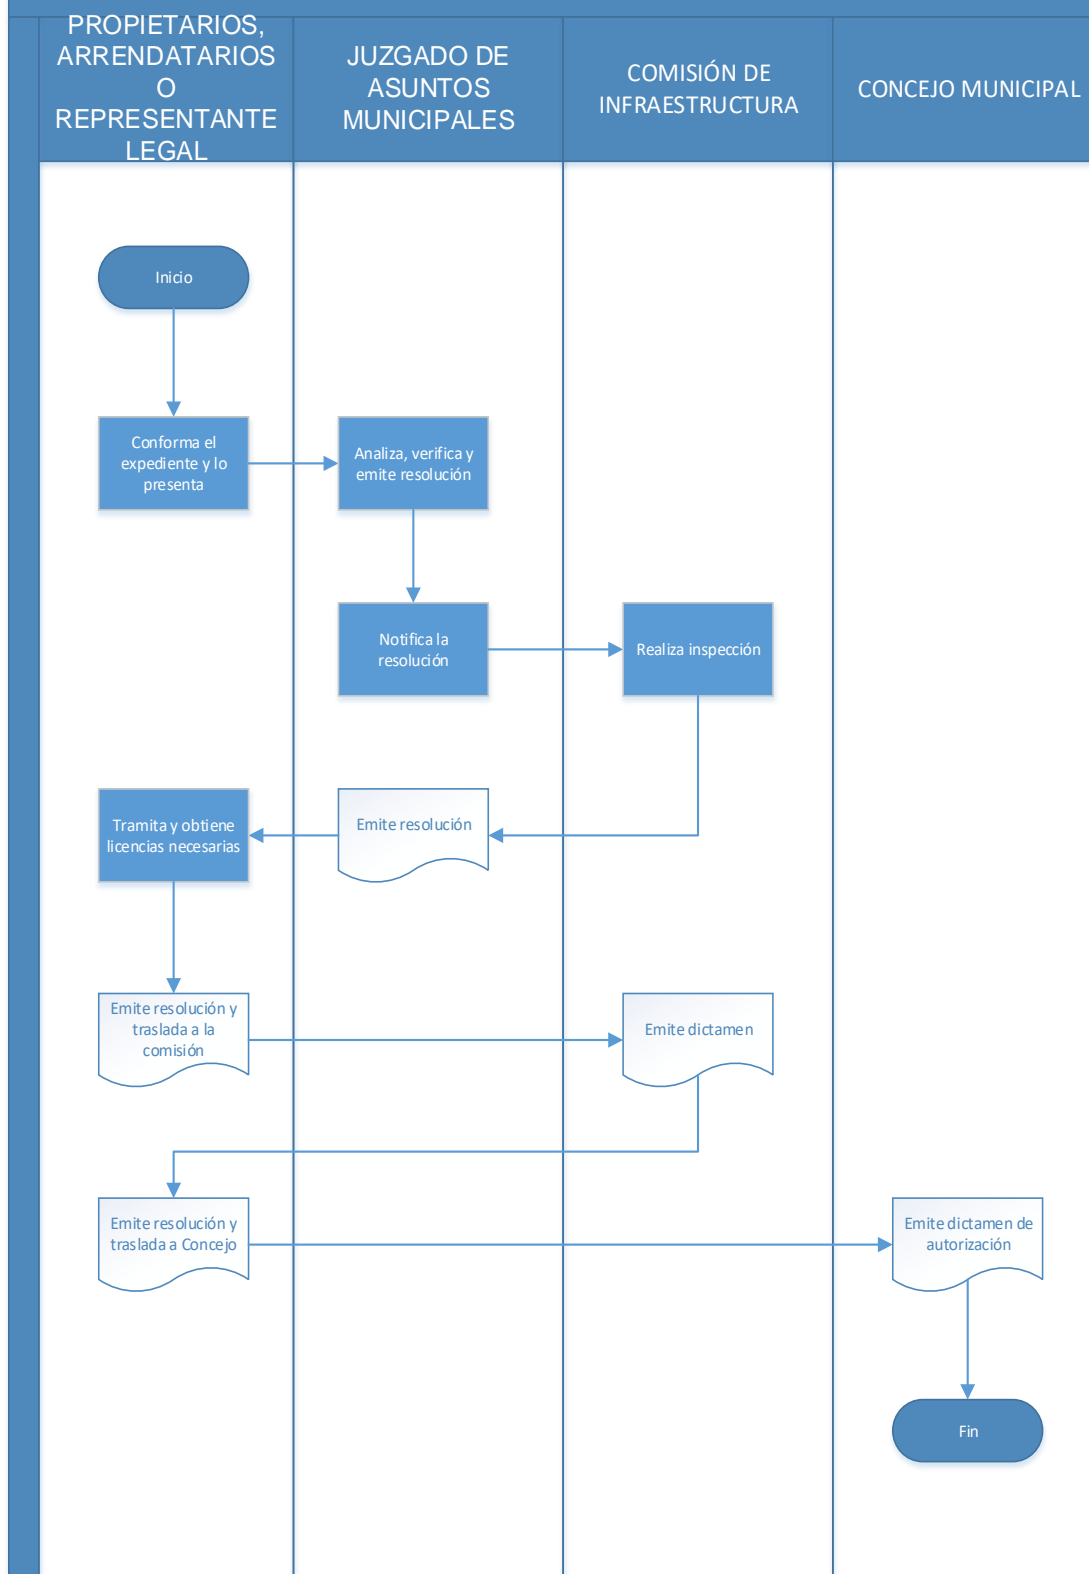 PROPIETARIOS,
ARRENDATARIOS
O
REPRESENTANTE
LEGAL
JUZGADO DE
ASUNTOS
MUNICIPALES
COMISIÓN DE
INFRAESTRUCTURA
CONCEJO MUNICIPAL
Inicio
Conforma el
expediente y lo
presenta
Analiza, verifica y
emite resolución
Notifica la
resolución
Realiza inspección
Tramita y obtiene
licencias necesarias
Emite resolución
Emite resolución y
traslada a la
comisión
Emite dictamen
Emite resolución y
traslada a Concejo
Emite dictamen de
autorización
Fin